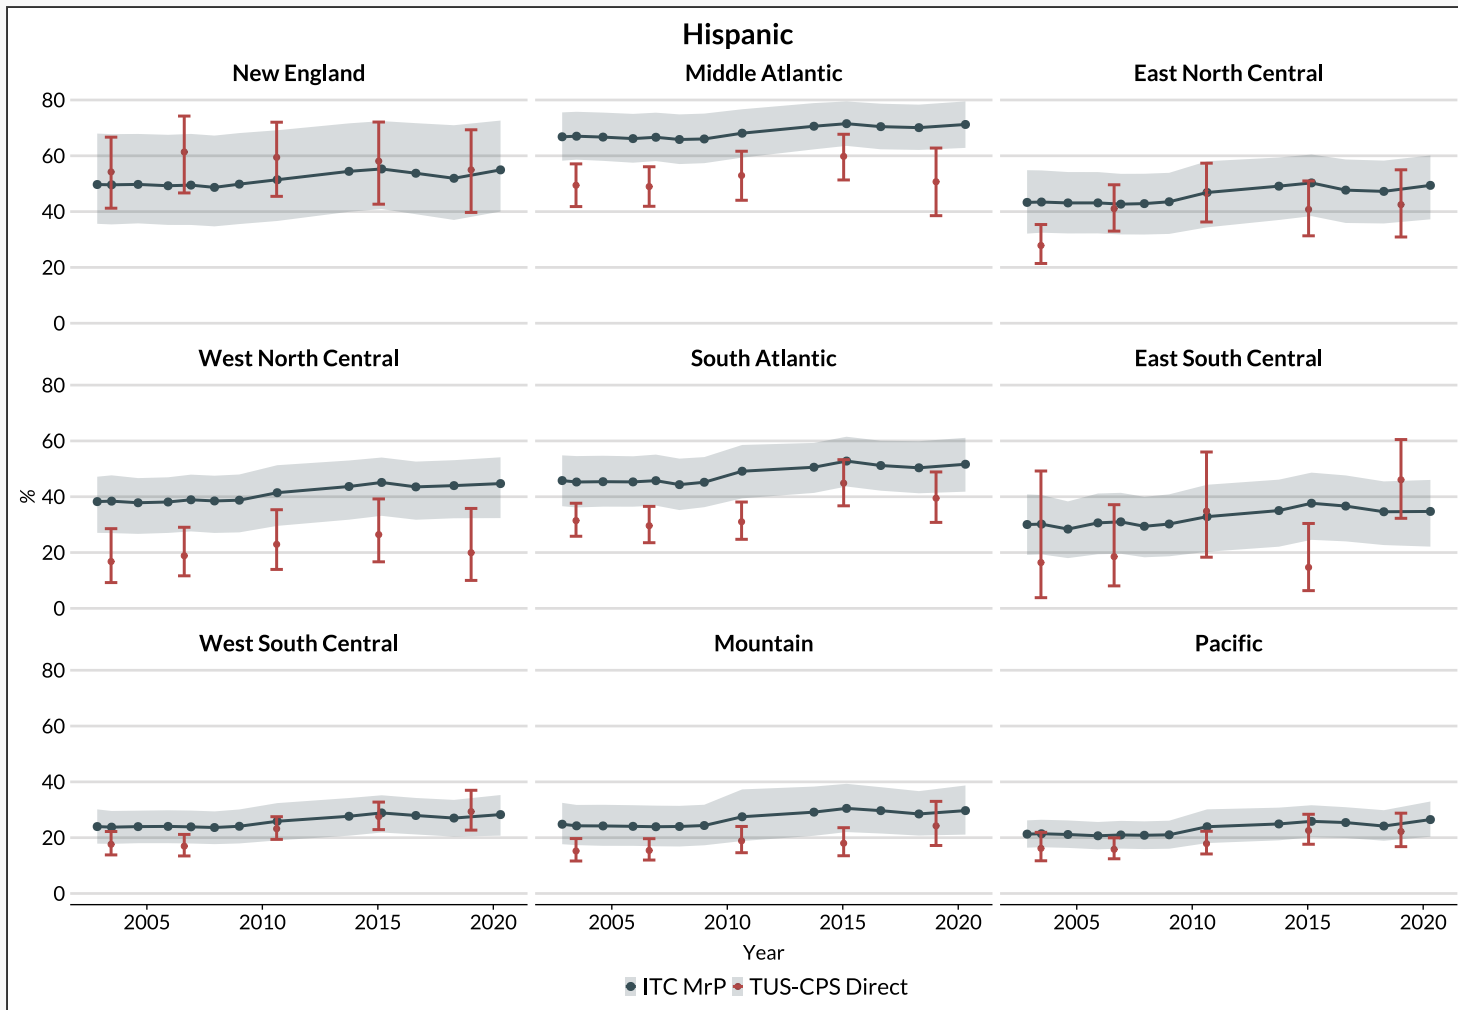 Hispanic
New England Middle Atlantic East North Central
80
60
40
20
0
West North Central South Atlantic East South Central
80
60
40
20
0
%
West South Central Mountain Pacific
80
60
40
20
0
2005 2010 2015 2020 2005 2010 2015 2020 2005 2010 2015 2020
Year
ITC MrP TUS-CPS Direct